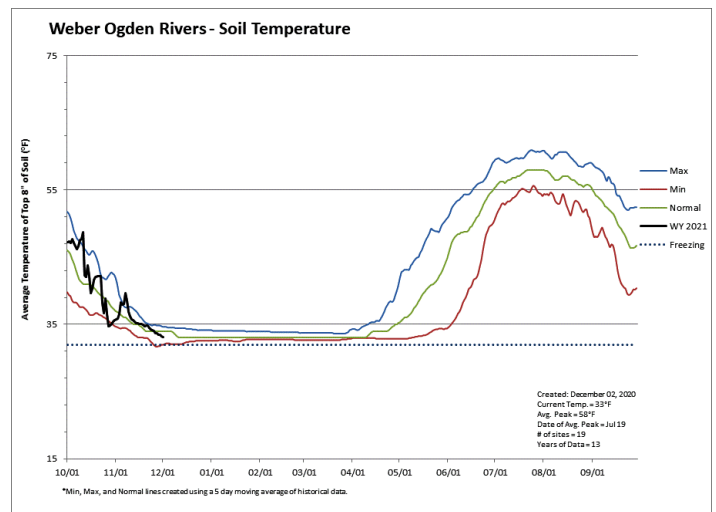 Weber Ogden Rivers - Soil Temperature
75
55
35
15
Average Temperature of Top 8" of Soil (°F)
10/01 11/01 12/01 01/01 02/01 03/01 04/01 05/01 06/01 07/01 08/01 09/01
Max
Min
Normal
WY 2021
Freezing
Created: December 02, 2020
Current Temp. = 33°F
Avg. Peak = 58°F
Date of Avg. Peak = Jul 19
# of sites = 19
Years of Data = 13
*Min, Max, and Normal lines created using a 5 day moving average of historical data.